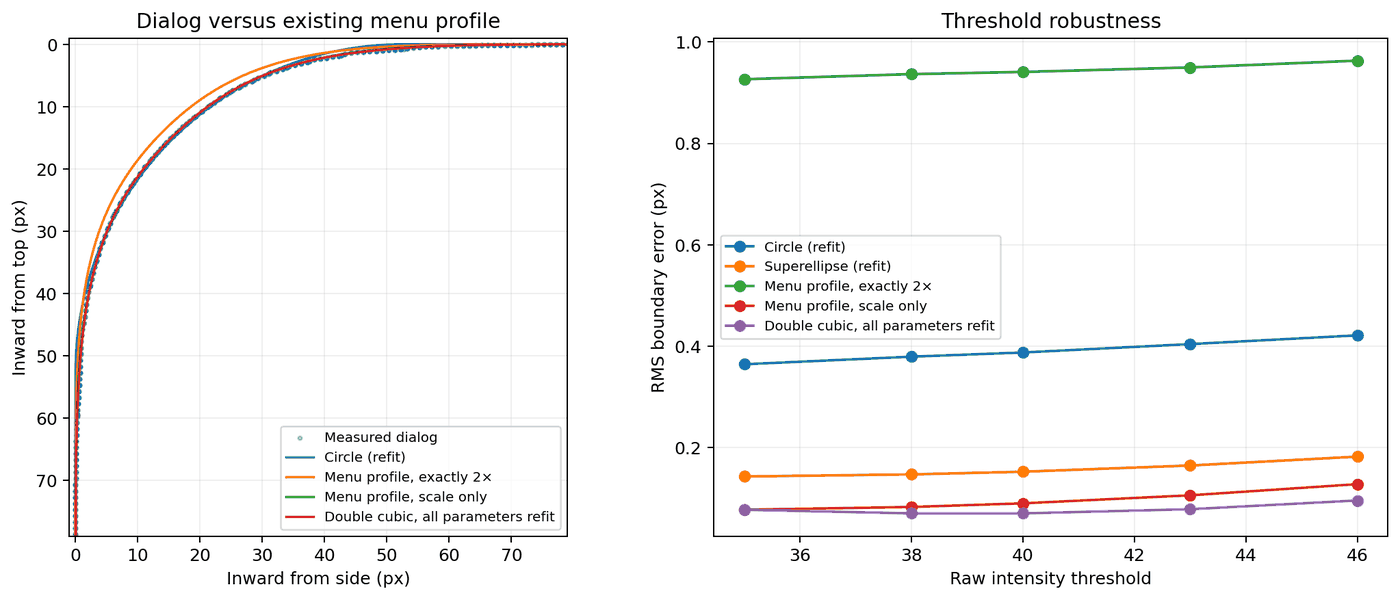 Dialog versus existing menu profile
0
10
20
30
40
50
60
70
Inward from top (px)
Measured dialog
Circle (refit)
Menu profile, exactly 2×
Menu profile, scale only
Double cubic, all parameters refit
0 10 20 30 40 50 60 70
Inward from side (px)
Threshold robustness
1.0
0.8
0.6
0.4
0.2
RMS boundary error (px)
Circle (refit)
Superellipse (refit)
Menu profile, exactly 2×
Menu profile, scale only
Double cubic, all parameters refit
36 38 40 42 44 46
Raw intensity threshold